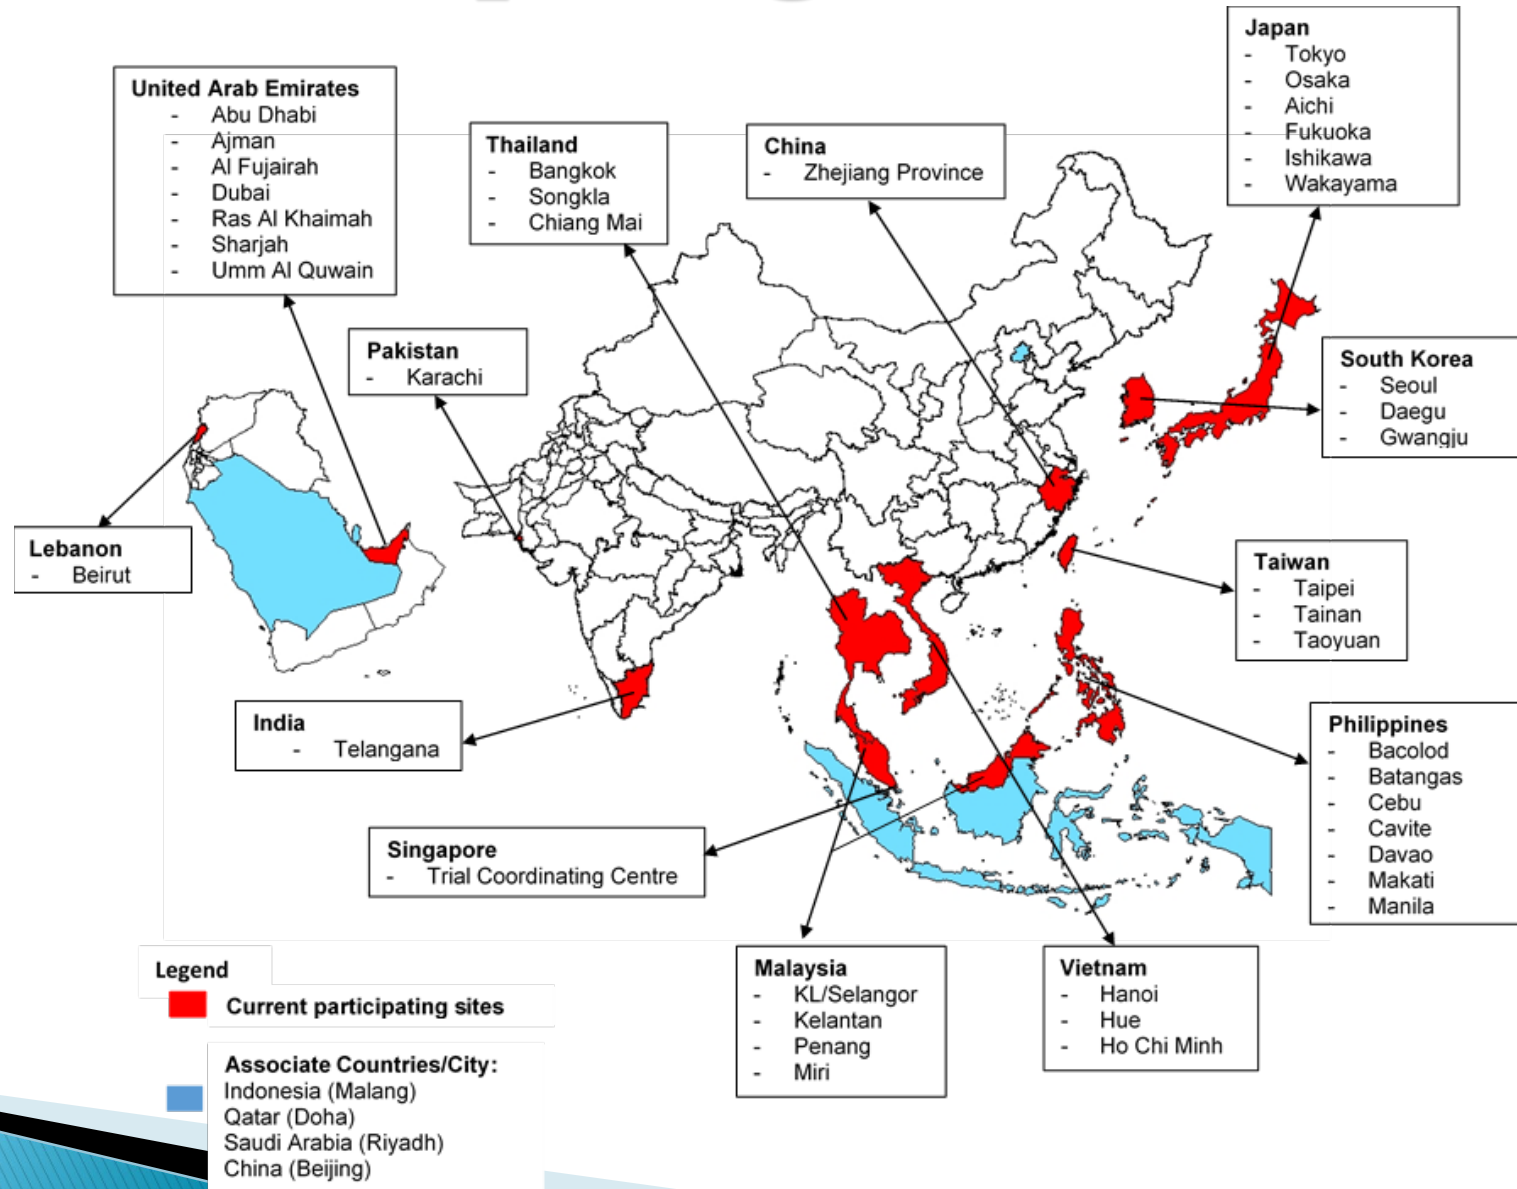 Japan
- Tokyo
- Osaka
- Aichi
- Fukuoka
- Ishikawa
- Wakayama
United Arab Emirates
- Abu Dhabi
- Ajman
- Al Fujairah
- Dubai
- Ras Al Khaimah
- Sharjah
- Umm Al Quwain
Thailand
- Bangkok
- Songkla
- Chiang Mai
China
- Zhejiang Province
Pakistan
- Karachi
South Korea
- Seoul
- Daegu
- Gwangju
Lebanon
- Beirut
Taiwan
- Taipei
- Tainan
- Taoyuan
India
- Telangana
Philippines
- Bacolod
- Batangas
- Cebu
- Cavite
- Davao
- Makati
- Manila
Singapore
- Trial Coordinating Centre
Malaysia
- KL/Selangor
- Kelantan
- Penang
- Miri
Vietnam
- Hanoi
- Hue
- Ho Chi Minh
Legend
Current participating sites
Associate Countries/City:
Indonesia (Malang)
Qatar (Doha)
Saudi Arabia (Riyadh)
China (Beijing)